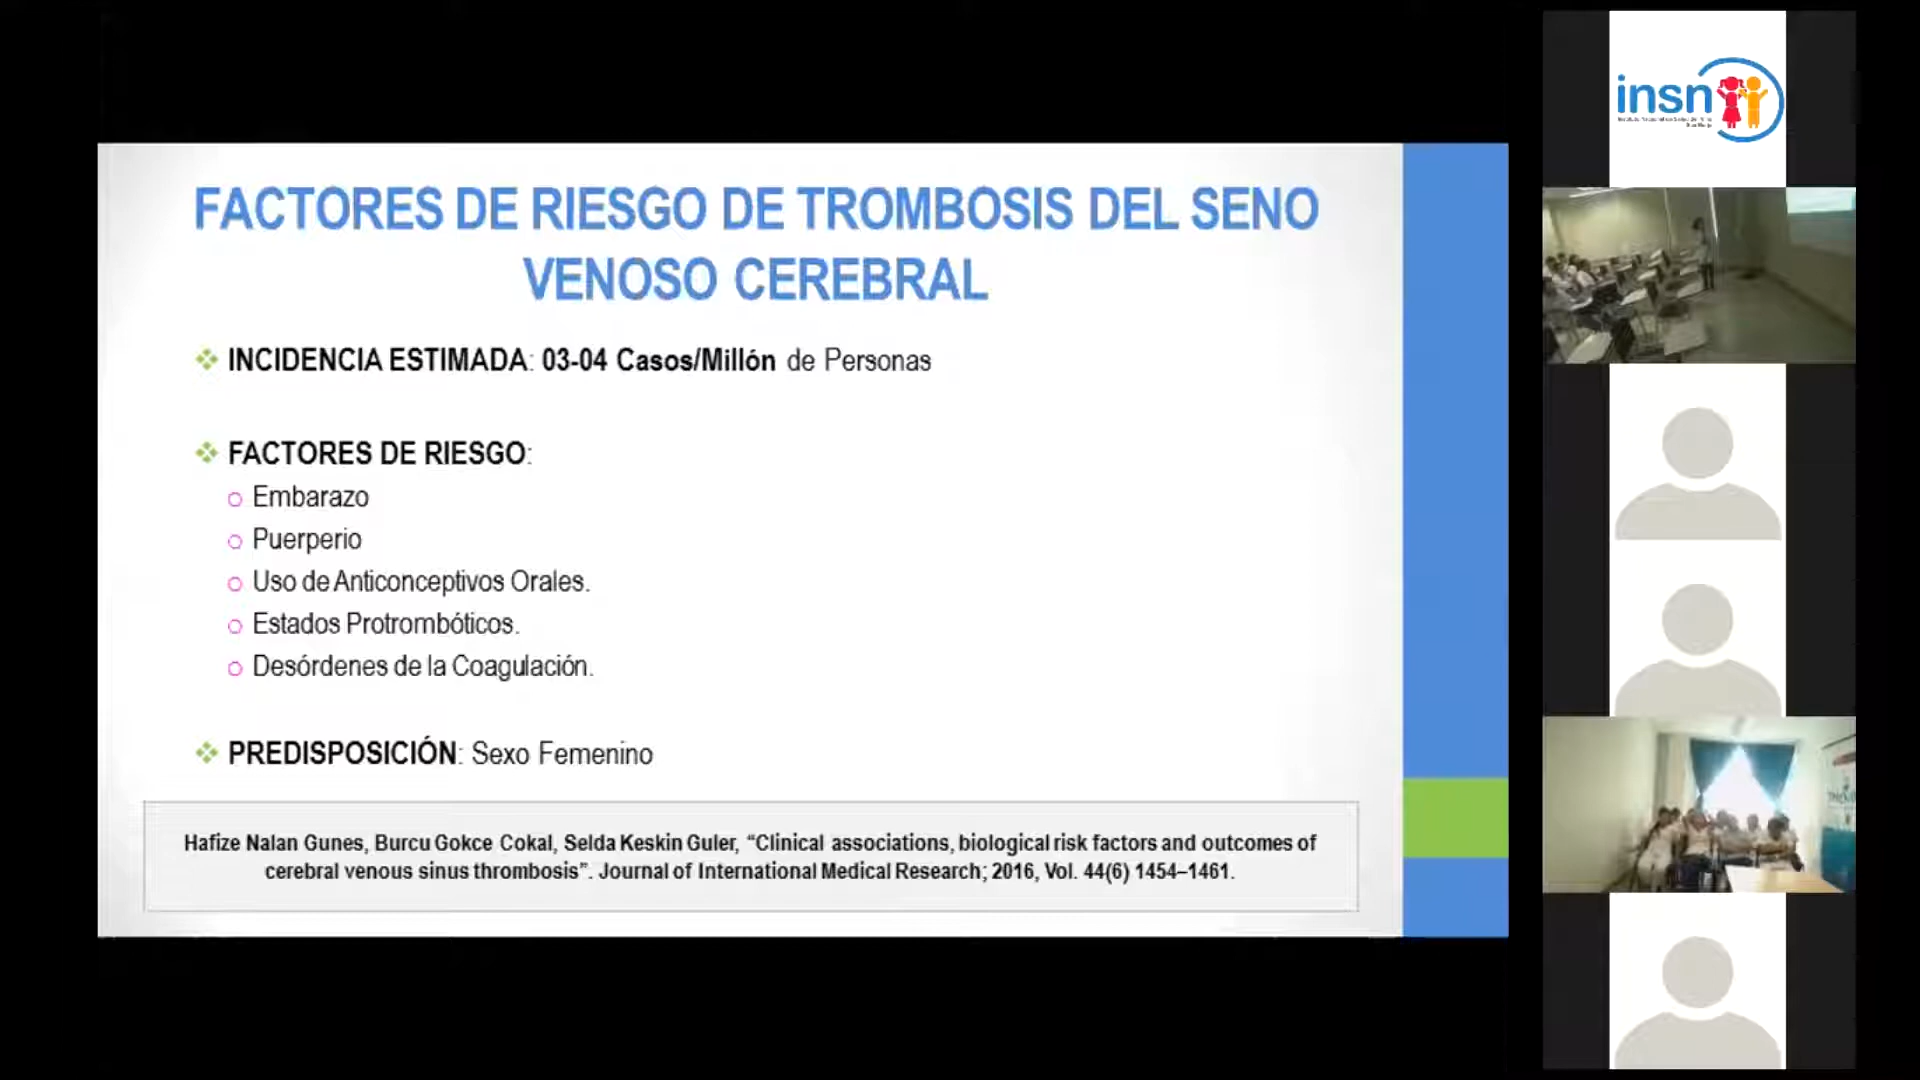 FACTORES DE RIESGO DE TROMBOSIS DEL SENO
VENOSO CEREBRAL
INCIDENCIA ESTIMADA: 03-04 Casos/Millón de Personas
FACTORES DE RIESGO:
Embarazo
Puerperio
Uso de Anticonceptivos Orales.
Estados Protrombóticos.
Desórdenes de la Coagulación.
PREDISPOSICIÓN: Sexo Femenino
Hafize Nalan Gunes, Burcu Gokce Cokal, Selda Keskin Guler, “Clinical associations, biological risk factors and outcomes of
cerebral venous sinus thrombosis”. Journal of International Medical Research; 2016, Vol. 44(6) 1454–1461.
insn